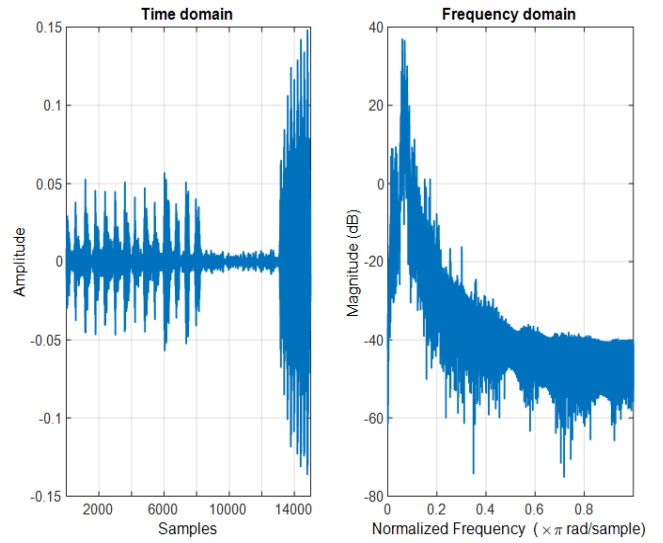 Time domain
Amplitude
0.15
0.1
0.05
0
-0.05
-0.1
-0.15
2000 6000 10000 14000
Samples
Frequency domain
Magnitude (dB)
40
20
0
-20
-40
-60
-80
0 0.2 0.4 0.6 0.8
Normalized Frequency (×π rad/sample)